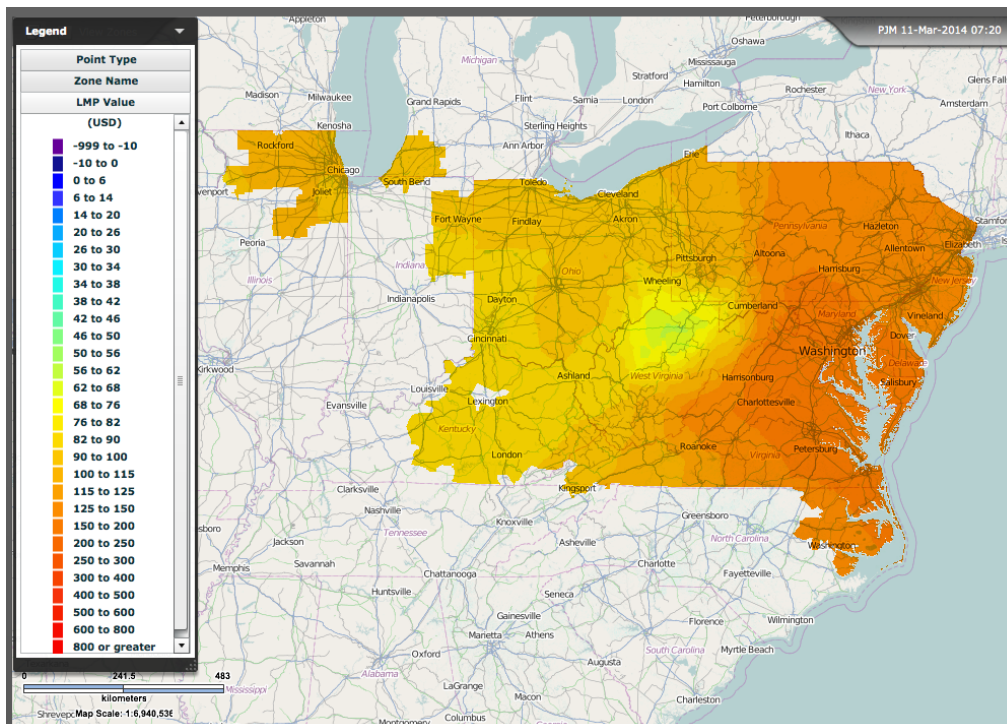 Legend
PJM 11-Mar-2014 07:20
Point Type
Zone Name
LMP Value
(USD)
-999 to -10
-10 to 0
0 to 6
6 to 14
14 to 20
20 to 26
26 to 30
30 to 34
34 to 38
38 to 42
42 to 46
46 to 50
50 to 56
56 to 62
62 to 68
68 to 76
76 to 82
82 to 90
90 to 100
100 to 115
115 to 125
125 to 150
150 to 200
200 to 250
250 to 300
300 to 400
400 to 500
500 to 600
600 to 800
800 or greater
0 241.5 483
kilometers
Map Scale: 1:6,940,536
Appleton
Peterborough
Oshawa
Michigan
Mississauga
Rochester
Stratford
Hamilton
New York
Glens Falls
Madison
Milwaukee
Grand Rapids
Flint
Sarnia
London
Port Colborne
Amsterdam
Kenosha
Sterling Heights
Ithaca
Rockford
Ann Arbor
Erie
Chicago
South Bend
Toledo
Cleveland
Joliet
Fort Wayne
Findlay
Akron
Pennsylvania
Hazleton
Stamford
Peoria
Pittsburgh
Altoona
Allentown
Elizabeth
Illinois
Indiana
Ohio
Wheeling
Harrisburg
New Jersey
Indianapolis
Dayton
Cumberland
Maryland
Vineland
Cincinnati
Washington
Dover
Kirkwood
Louisville
Ashland
West Virginia
Harrisonburg
Delaware
Salisbury
Evansville
Lexington
Charlottesville
Kentucky
London
Roanoke
Virginia
Petersburg
Clarksville
Kingsport
Nashville
Knoxville
Greensboro
Jackson
Tennessee
Asheville
North Carolina
Washington
Memphis
Savannah
Chattanooga
Charlotte
Fayetteville
Huntsville
Seneca
Gainesville
Florence
Wilmington
Marietta
Athens
Oxford
Augusta
South Carolina
Myrtle Beach
Alabama
LaGrange
Macon
Mississippi
Montgomery
Columbus
Charleston